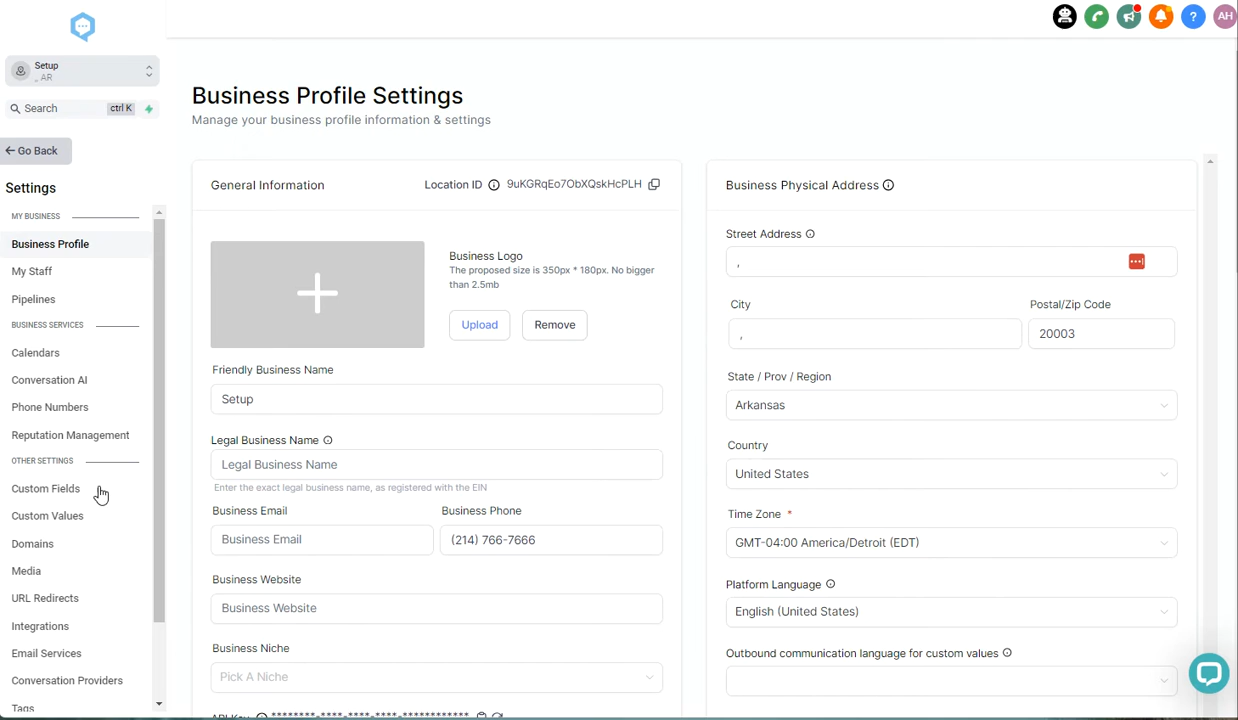 ?
AH
Setup
, AR
Search
ctrl K
Go Back
Settings
MY BUSINESS
Business Profile
My Staff
Pipelines
BUSINESS SERVICES
Calendars
Conversation AI
Phone Numbers
Reputation Management
OTHER SETTINGS
Custom Fields
Custom Values
Domains
Media
URL Redirects
Integrations
Email Services
Conversation Providers
Tags
Business Profile Settings
Manage your business profile information & settings
General Information
Location ID
9uKGRqEo7ObXQskHcPLH
Business Logo
The proposed size is 350px * 180px. No bigger
than 2.5mb
Upload
Remove
Friendly Business Name
Setup
Legal Business Name
Legal Business Name
Enter the exact legal business name, as registered with the EIN
Business Email
Business Phone
Business Email
(214) 766-7666
Business Website
Business Website
Business Niche
Pick A Niche
API Key
********-****-****-****-************
Business Physical Address
Street Address
,
City
Postal/Zip Code
,
20003
State / Prov / Region
Arkansas
Country
United States
Time Zone *
GMT-04:00 America/Detroit (EDT)
Platform Language
English (United States)
Outbound communication language for custom values